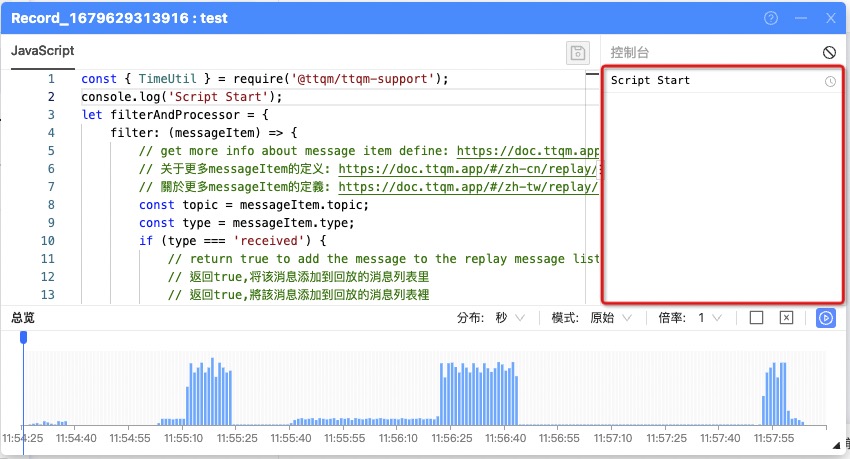 Record_1679629313916 : test
JavaScript
控制台
1 const { TimeUtil } = require('@ttqm/ttqm-support');
2 console.log('Script Start');
3 let filterAndProcessor = {
4 filter: (messageItem) => {
5 // get more info about message item define: https://doc.ttqm.app
6 // 关于更多messageItem的定义: https://doc.ttqm.app/#/zh-cn/replay/
7 // 關於更多messageItem的定義: https://doc.ttqm.app/#/zh-tw/replay/
8 const topic = messageItem.topic;
9 const type = messageItem.type;
10 if (type === 'received') {
11 // return true to add the message to the replay message list
12 // 返回true,将该消息添加到回放的消息列表里
13 // 返回true,將該消息添加到回放的消息列表裡
Script Start
总览 分布: 秒 模式: 原始 倍率: 1
11:54:25 11:54:40 11:54:55 11:55:10 11:55:25 11:55:40 11:55:55 11:56:10 11:56:25 11:56:40 11:56:55 11:57:10 11:57:25 11:57:40 11:57:55